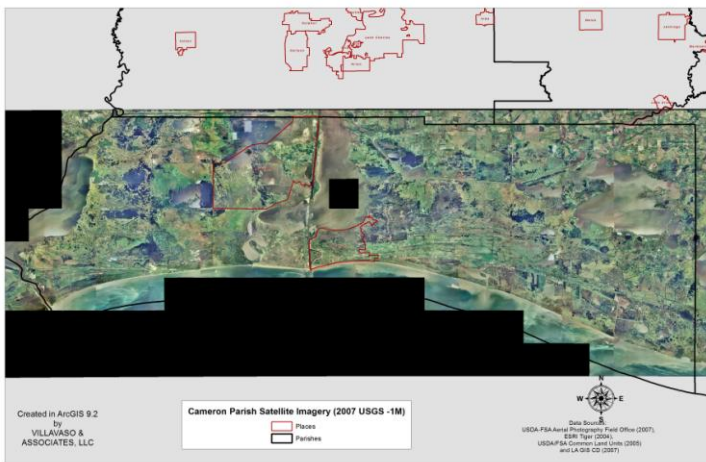 Lake Charles
N
W E
S
Created in ArcGIS 9.2
by
VILLAVASO &
ASSOCIATES, LLC
Cameron Parish Satellite Imagery (2007 USGS -1M)
Places
Parishes
Data Sources:
USDA-FSA Aerial Photography Field Office (2007),
ESRI Tiger (2004),
USDA/FSA Common Land Units (2005)
and LA GIS CD (2007)